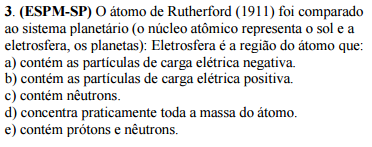 3. (ESPM-SP) O átomo de Rutherford (1911) foi comparado
ao sistema planetário (o núcleo atômico representa o sol e a
eletrosfera, os planetas): Eletrosfera é a região do átomo que:
a) contém as partículas de carga elétrica negativa.
b) contém as partículas de carga elétrica positiva.
c) contém nêutrons.
d) concentra praticamente toda a massa do átomo.
e) contém prótons e nêutrons.